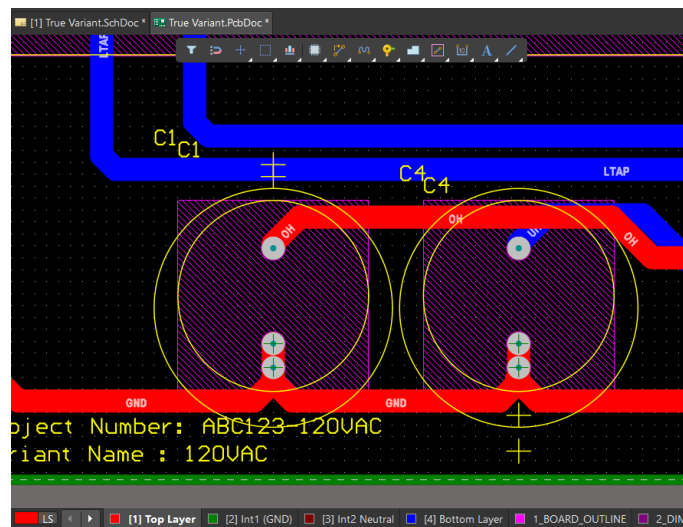 [1] True Variant.SchDoc * True Variant.PcbDoc *
LTAP
C1
C1
C4
C4
LTAP
OH
OH
OH
GND
GND
ject Number: ABC123-120VAC
riant Name : 120VAC
LS [1] Top Layer [2] Int1 (GND) [3] Int2 Neutral [4] Bottom Layer 1_BOARD_OUTLINE